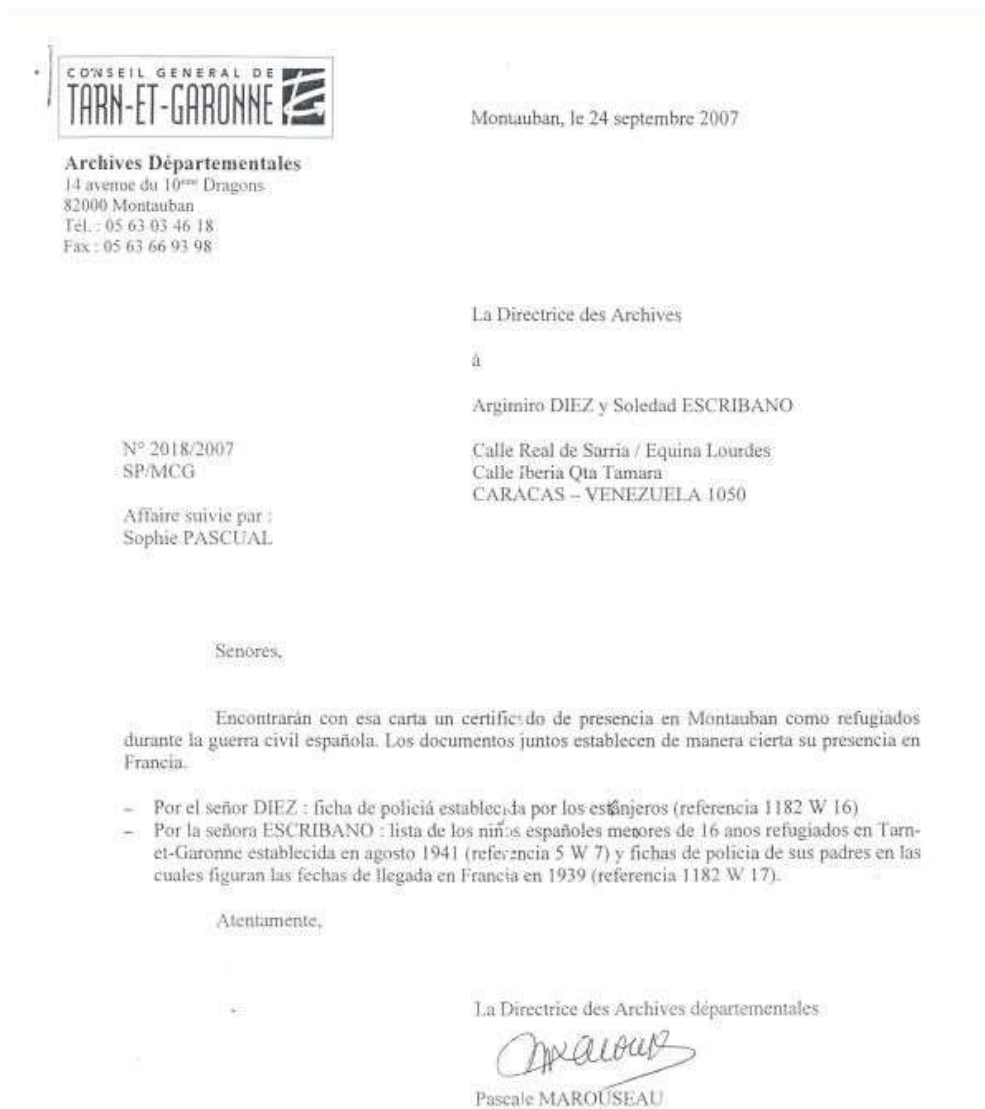 CONSEIL GENERAL DE
TARN-ET-GARONNE
Montauban, le 24 septembre 2007
Archives Départementales
14 avenue du 10ème Dragons
82000 Montauban
Tél. : 05 63 03 46 18
Fax : 05 63 66 93 98
La Directrice des Archives
à
Argimiro DIEZ y Soledad ESCRIBANO
N° 2018/2007
SP/MCG
Calle Real de Sarria / Equina Lourdes
Calle Iberia Qta Tamara
CARACAS – VENEZUELA 1050
Affaire suivie par :
Sophie PASCUAL
Senores,
Encontrarán con esa carta un certificado de presencia en Montauban como refugiados
durante la guerra civil española. Los documentos juntos establecen de manera cierta su presencia en
Francia.
– Por el señor DIEZ : ficha de policiá establecida por los estánjeros (referencia 1182 W 16)
– Por la señora ESCRIBANO : lista de los niños españoles menores de 16 anos refugiados en Tarn-
et-Garonne establecida en agosto 1941 (referencia 5 W 7) y fichas de policia de sus padres en las
cuales figuran las fechas de llegada en Francia en 1939 (referencia 1182 W 17).
Atentamente,
La Directrice des Archives départementales
Pascale MAROUSEAU